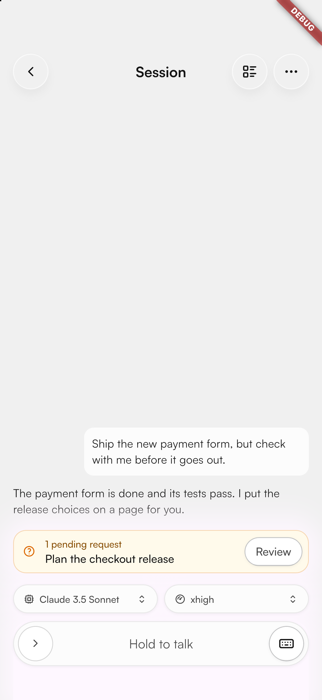 DEBUG
Session
Ship the new payment form, but check
with me before it goes out.
The payment form is done and its tests pass. I put the
release choices on a page for you.
1 pending request
Plan the checkout release
Review
Claude 3.5 Sonnet
xhigh
Hold to talk